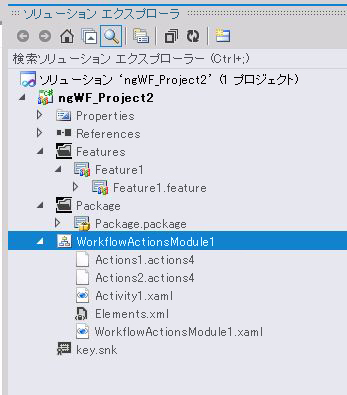 ソリューション エクスプローラ
検索ソリューション エクスプローラー (Ctrl+;)
ソリューション 'ngWF_Project2' (1 プロジェクト)
ngWF_Project2
Properties
References
Features
Feature1
Feature1.feature
Package
Package.package
WorkflowActionsModule1
Actions1.actions4
Actions2.actions4
Activity1.xaml
Elements.xml
WorkflowActionsModule1.xaml
key.snk